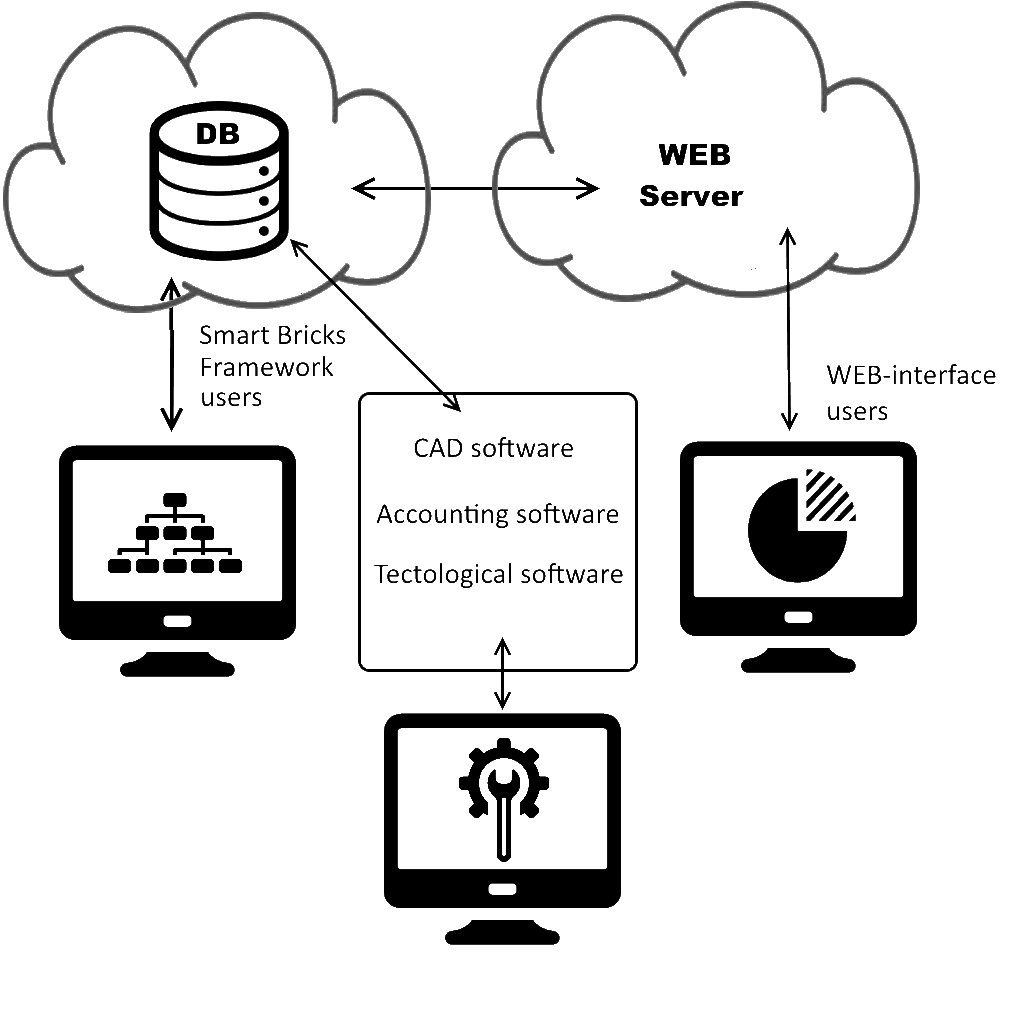 DB
WEB
Server
Smart Bricks
Framework
users
WEB-interface
users
CAD software
Accounting software
Tectological software